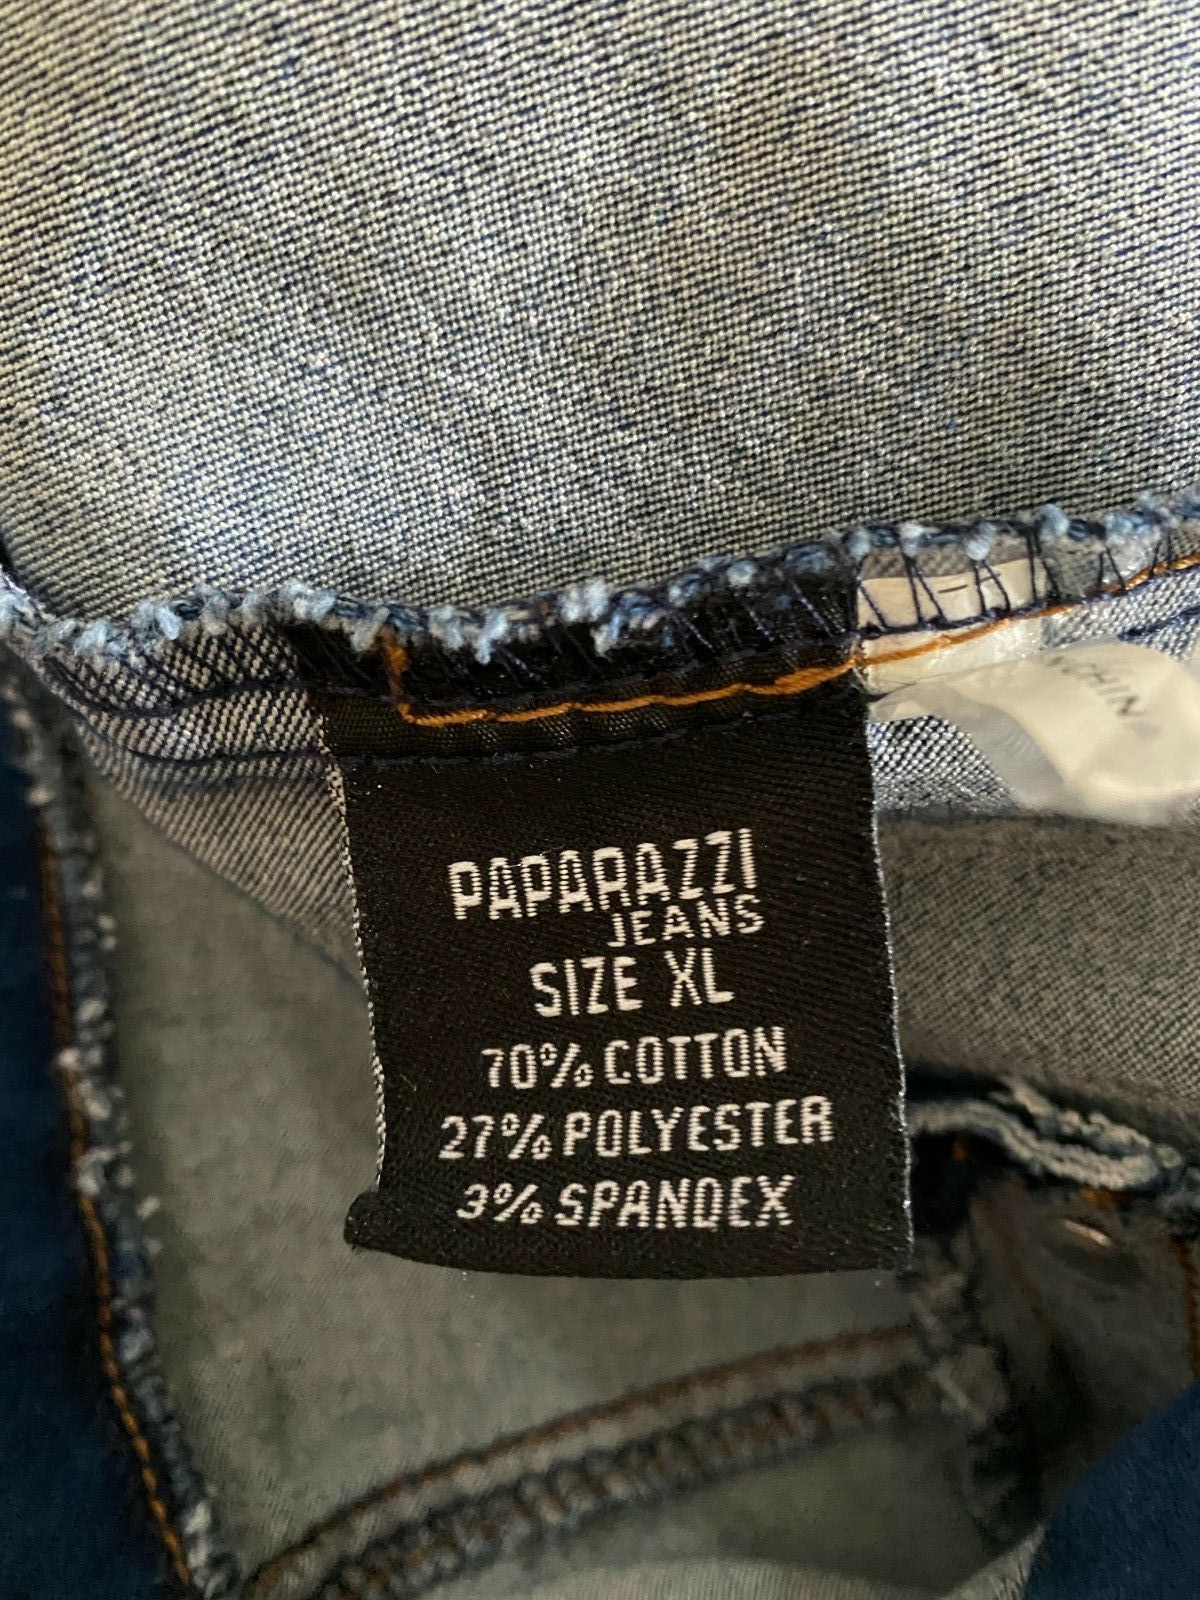 PAPARAZZI
JEANS
SIZE XL
70% COTTON
27% POLYESTER
3% SPANDEX